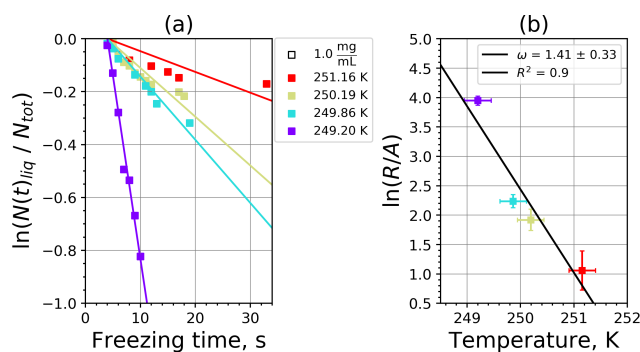 (a)
ln(N(t)liq / Ntot)
0.0
−0.2
−0.4
−0.6
−0.8
−1.0
0
10
20
30
Freezing time, s
1.0 mg/mL
251.16 K
250.19 K
249.86 K
249.20 K
(b)
ln(R/A)
5.0
4.5
4.0
3.5
3.0
2.5
2.0
1.5
1.0
0.5
249
250
251
252
Temperature, K
ω = 1.41 ± 0.33
R² = 0.9